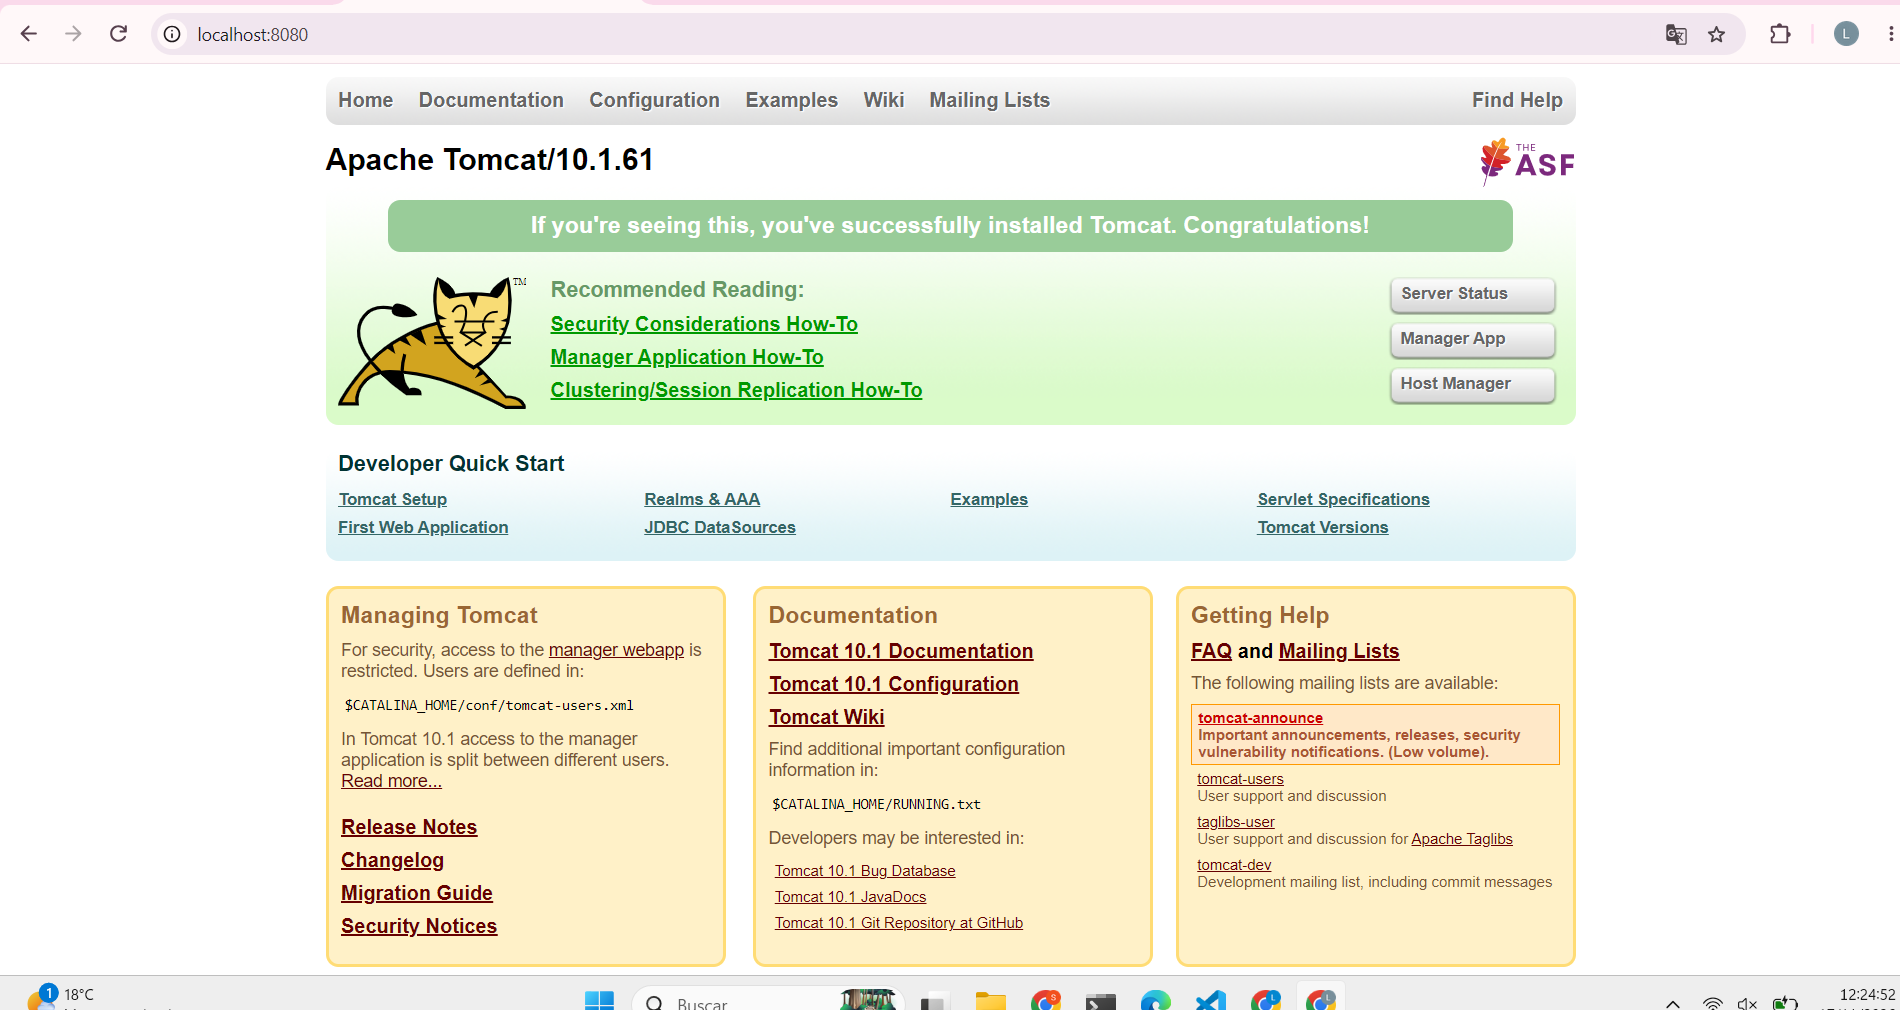 localhost:8080
L
Home Documentation Configuration Examples Wiki Mailing Lists Find Help
Apache Tomcat/10.1.61
THE
ASF
If you're seeing this, you've successfully installed Tomcat. Congratulations!
TM
Recommended Reading:
Security Considerations How-To
Manager Application How-To
Clustering/Session Replication How-To
Server Status
Manager App
Host Manager
Developer Quick Start
Tomcat Setup
First Web Application
Realms & AAA
JDBC DataSources
Examples
Servlet Specifications
Tomcat Versions
Managing Tomcat
For security, access to the manager webapp is
restricted. Users are defined in:
$CATALINA_HOME/conf/tomcat-users.xml
In Tomcat 10.1 access to the manager
application is split between different users.
Read more...
Release Notes
Changelog
Migration Guide
Security Notices
Documentation
Tomcat 10.1 Documentation
Tomcat 10.1 Configuration
Tomcat Wiki
Find additional important configuration
information in:
$CATALINA_HOME/RUNNING.txt
Developers may be interested in:
Tomcat 10.1 Bug Database
Tomcat 10.1 JavaDocs
Tomcat 10.1 Git Repository at GitHub
Getting Help
FAQ and Mailing Lists
The following mailing lists are available:
tomcat-announce
Important announcements, releases, security
vulnerability notifications. (Low volume).
tomcat-users
User support and discussion
taglibs-user
User support and discussion for Apache Taglibs
tomcat-dev
Development mailing list, including commit messages
1
18°C
Buscar
S
L
L
12:24:52